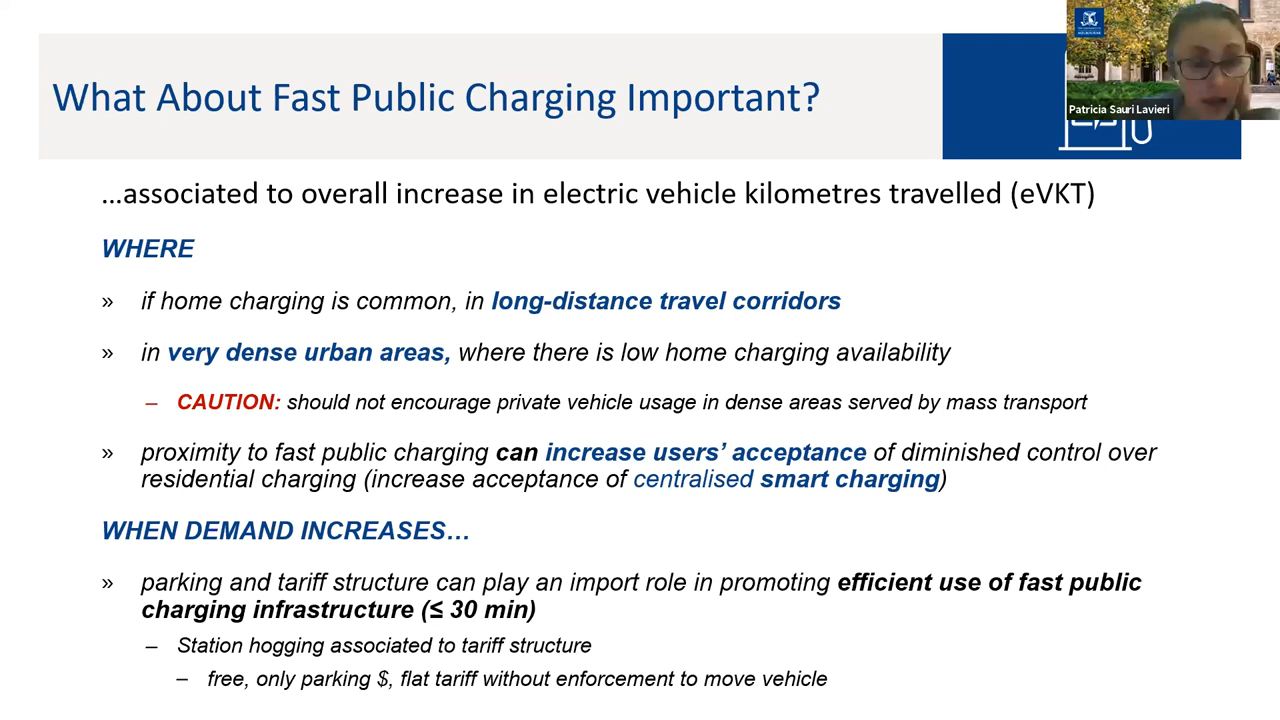 What About Fast Public Charging Important?
Patricia Sauri Lavieri
...associated to overall increase in electric vehicle kilometres travelled (eVKT)
WHERE
» if home charging is common, in long-distance travel corridors
» in very dense urban areas, where there is low home charging availability
– CAUTION: should not encourage private vehicle usage in dense areas served by mass transport
» proximity to fast public charging can increase users’ acceptance of diminished control over
residential charging (increase acceptance of centralised smart charging)
WHEN DEMAND INCREASES…
» parking and tariff structure can play an import role in promoting efficient use of fast public
charging infrastructure (≤ 30 min)
– Station hogging associated to tariff structure
– free, only parking $, flat tariff without enforcement to move vehicle